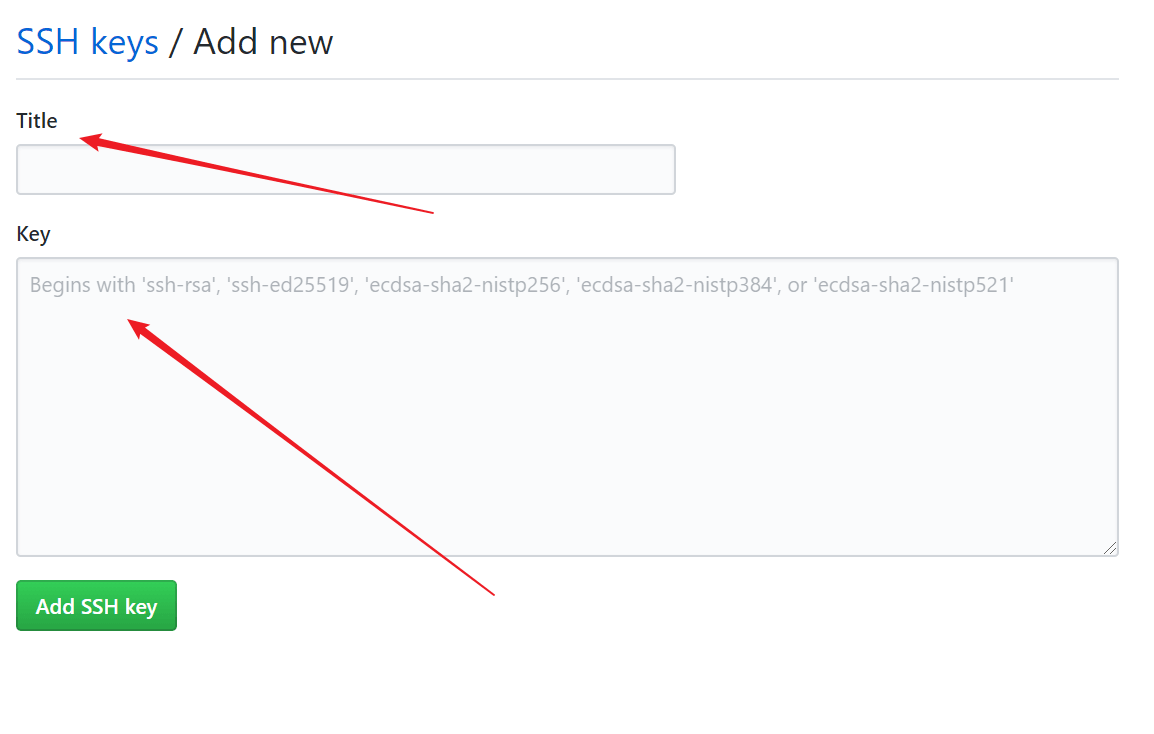 SSH keys / Add new
Title
Key
Begins with 'ssh-rsa', 'ssh-ed25519', 'ecdsa-sha2-nistp256', 'ecdsa-sha2-nistp384', or 'ecdsa-sha2-nistp521'
Add SSH key